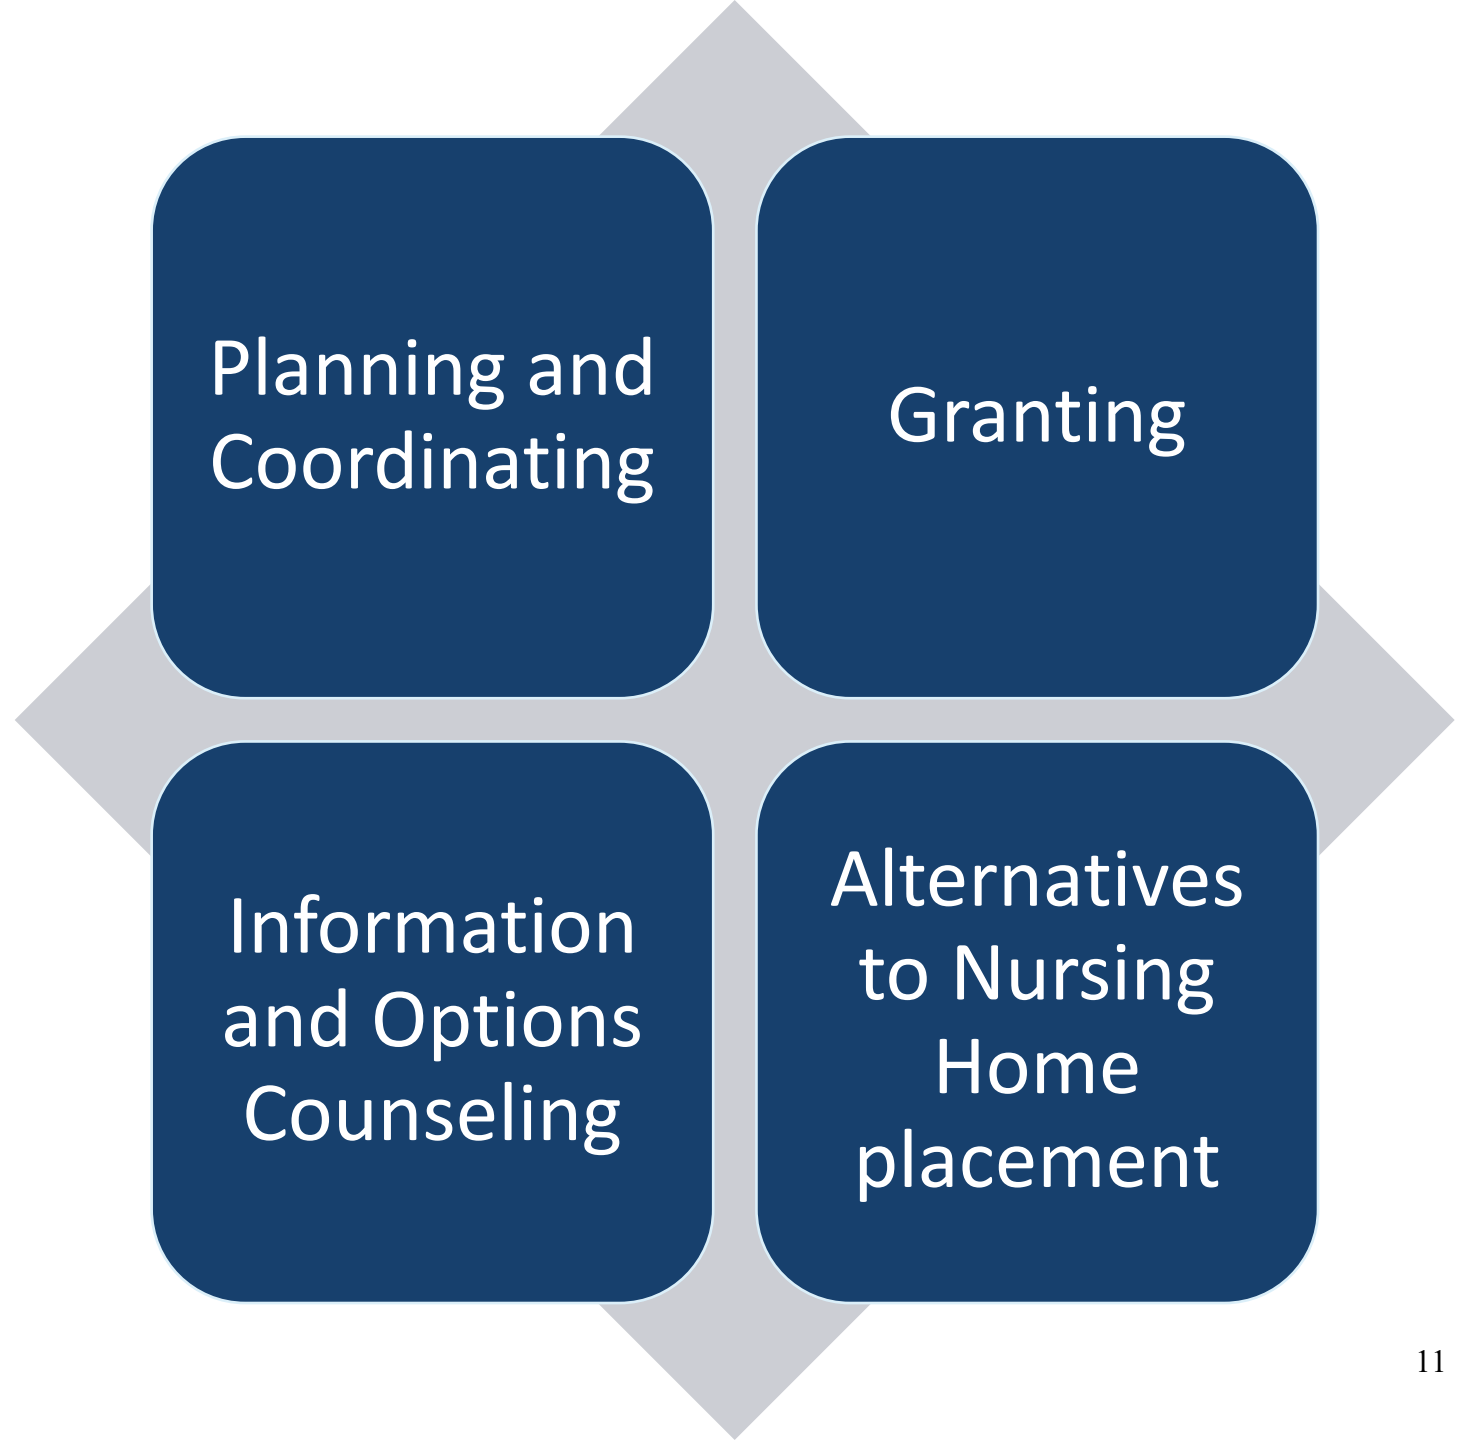 Planning and
Coordinating
Granting
Information
and Options
Counseling
Alternatives
to Nursing
Home
placement
11